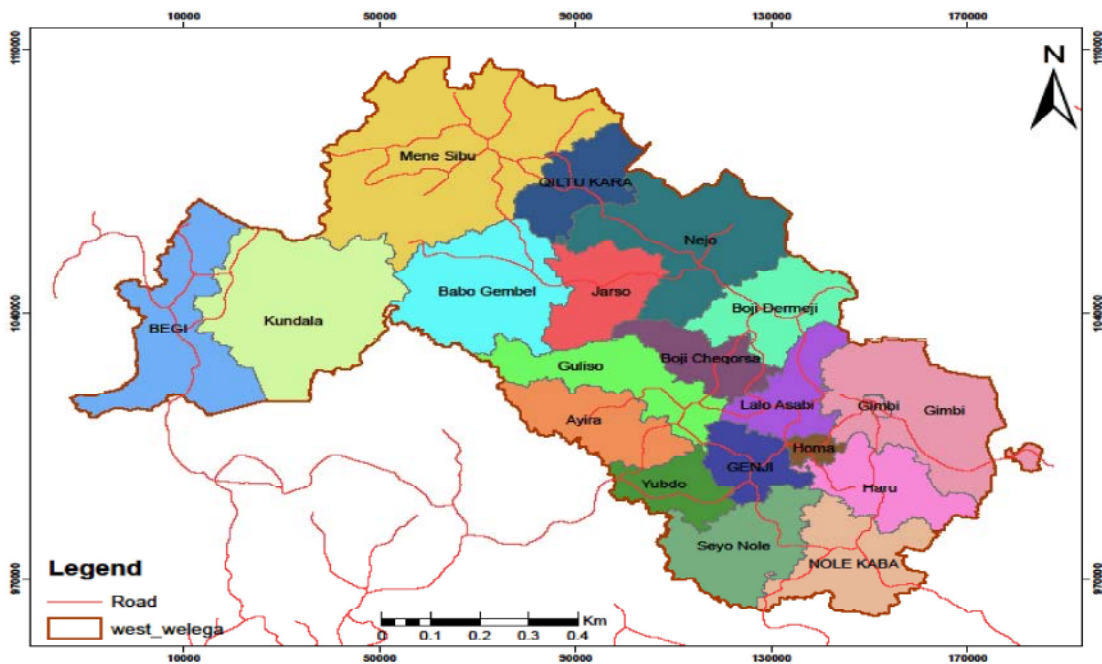 10000 50000 90000 130000 170000
1110000 1110000
N
Mene Sibu
QILTU KARA
Nejo
Babo Gembel
Jarso
Boji Dermeji
1040000 1040000
Kundala
BEGI
Boji Cheqorsa
Guliso
Lalo Asabi
Gimbi Gimbi
Ayira
Homa
GENJI
Yubdo
Haru
Seyo Nole
NOLE KABA
Legend
970000 970000
Road
west_welega
0 0.1 0.2 0.3 0.4 Km
10000 50000 90000 130000 170000